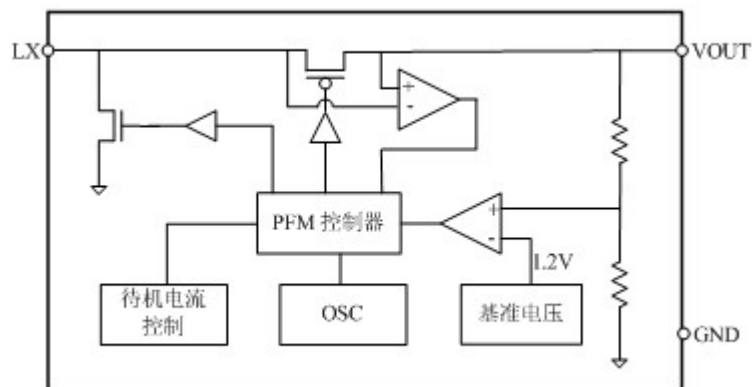 LX
VOUT
+
-
PFM 控制器
+
-
1.2V
待机电流
控制
OSC
基准电压
GND